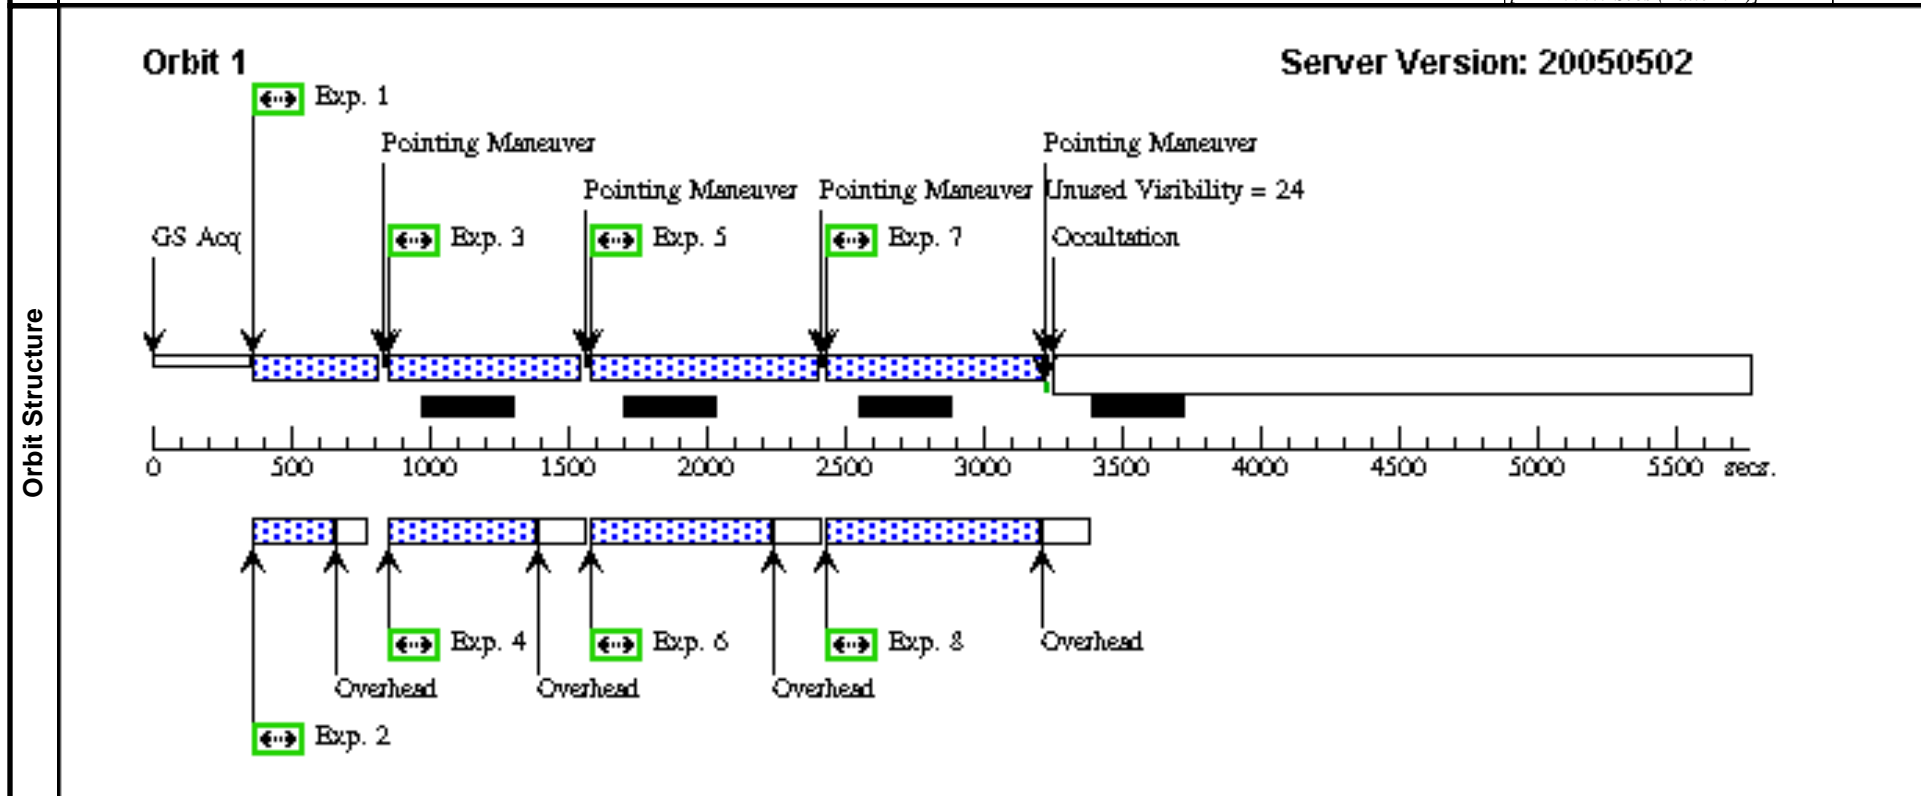 Orbit 1
Server Version: 20050502
Exp. 1
Pointing Maneuver
Pointing Maneuver
Pointing Maneuver
Pointing Maneuver
Unused Visibility = 24
GS Acq
Exp. 3
Exp. 5
Exp. 7
Occultation
Orbit Structure
0 500 1000 1500 2000 2500 3000 3500 4000 4500 5000 5500 secs.
Exp. 4
Exp. 6
Exp. 8
Overhead
Overhead
Overhead
Overhead
Exp. 2